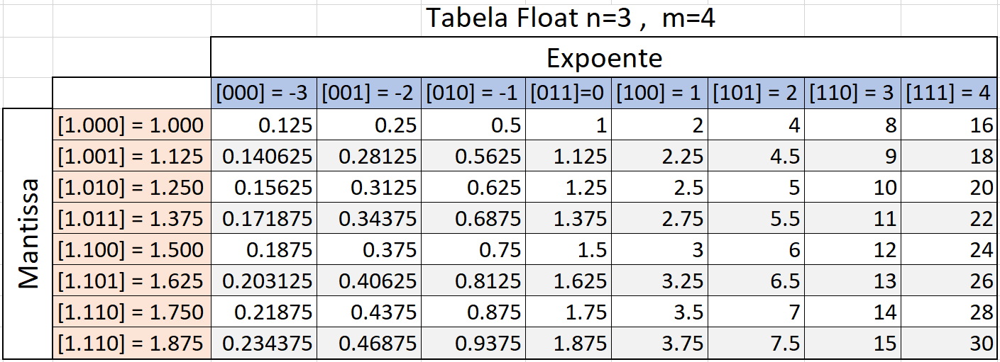 Tabela Float n=3 , m=4
Expoente
[000] = -3 [001] = -2 [010] = -1 [011]=0 [100] = 1 [101] = 2 [110] = 3 [111] = 4
Mantissa
[1.000] = 1.000 0.125 0.25 0.5 1 2 4 8 16
[1.001] = 1.125 0.140625 0.28125 0.5625 1.125 2.25 4.5 9 18
[1.010] = 1.250 0.15625 0.3125 0.625 1.25 2.5 5 10 20
[1.011] = 1.375 0.171875 0.34375 0.6875 1.375 2.75 5.5 11 22
[1.100] = 1.500 0.1875 0.375 0.75 1.5 3 6 12 24
[1.101] = 1.625 0.203125 0.40625 0.8125 1.625 3.25 6.5 13 26
[1.110] = 1.750 0.21875 0.4375 0.875 1.75 3.5 7 14 28
[1.110] = 1.875 0.234375 0.46875 0.9375 1.875 3.75 7.5 15 30